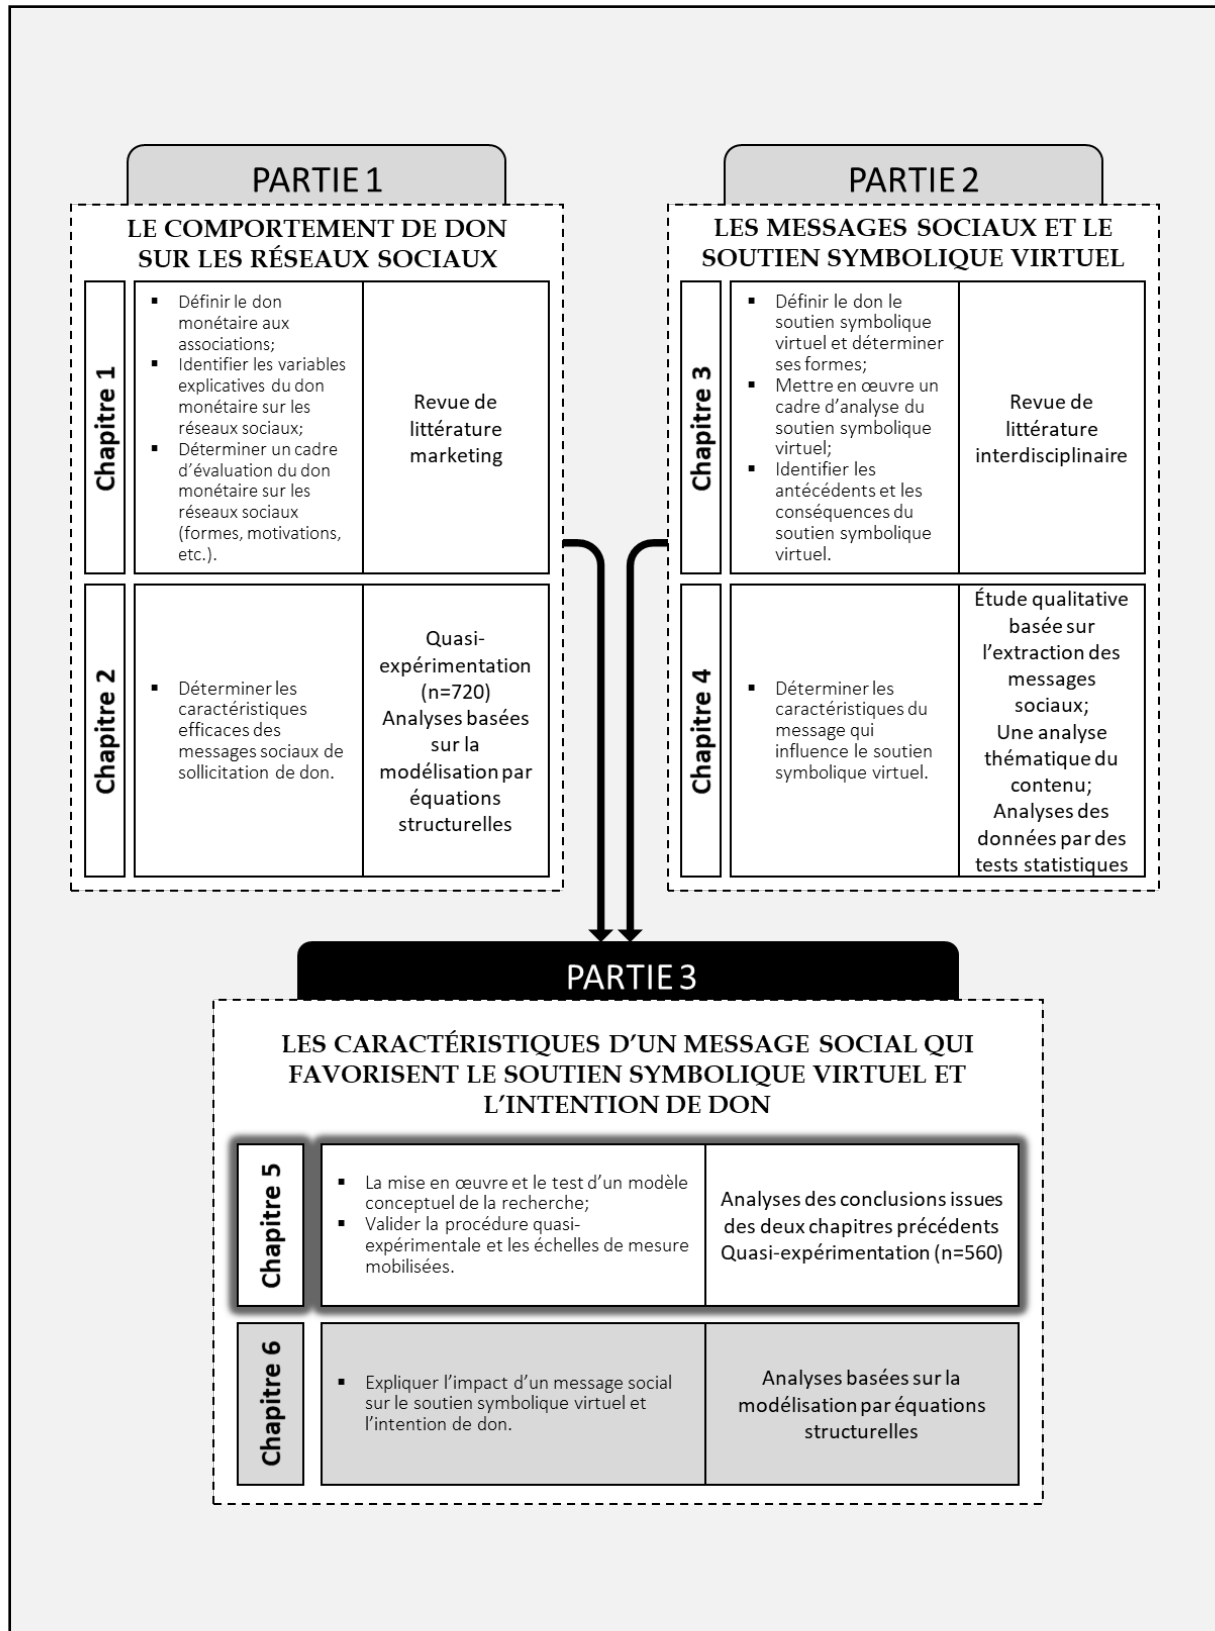 PARTIE 1
LE COMPORTEMENT DE DON
SUR LES RÉSEAUX SOCIAUX
Chapitre 1
▪ Définir le don
monétaire aux
associations;
▪ Identifier les variables
explicatives du don
monétaire sur les
réseaux sociaux;
▪ Déterminer un cadre
d’évaluation du don
monétaire sur les
réseaux sociaux
(formes, motivations,
etc.).
Revue de
littérature
marketing
Chapitre 2
▪ Déterminer les
caractéristiques
efficaces des
messages sociaux de
sollicitation de don.
Quasi-
expérimentation
(n=720)
Analyses basées
sur la
modélisation par
équations
structurelles
PARTIE 2
LES MESSAGES SOCIAUX ET LE
SOUTIEN SYMBOLIQUE VIRTUEL
Chapitre 3
▪ Définir le don le
soutien symbolique
virtuel et déterminer
ses formes;
▪ Mettre en œuvre un
cadre d’analyse du
soutien symbolique
virtuel;
▪ Identifier les
antécédents et les
conséquences du
soutien symbolique
virtuel.
Revue de
littérature
interdisciplinaire
Chapitre 4
▪ Déterminer les
caractéristiques du
message qui
influence le soutien
symbolique virtuel.
Étude qualitative
basée sur
l’extraction des
messages
sociaux;
Une analyse
thématique du
contenu;
Analyses des
données par des
tests statistiques
PARTIE 3
LES CARACTÉRISTIQUES D’UN MESSAGE SOCIAL QUI
FAVORISENT LE SOUTIEN SYMBOLIQUE VIRTUEL ET
L’INTENTION DE DON
Chapitre 5
▪ La mise en œuvre et le test d’un modèle
conceptuel de la recherche;
▪ Valider la procédure quasi-
expérimentale et les échelles de mesure
mobilisées.
Analyses des conclusions issues
des deux chapitres précédents
Quasi-expérimentation (n=560)
Chapitre 6
▪ Expliquer l’impact d’un message social
sur le soutien symbolique virtuel et
l’intention de don.
Analyses basées sur la
modélisation par équations
structurelles